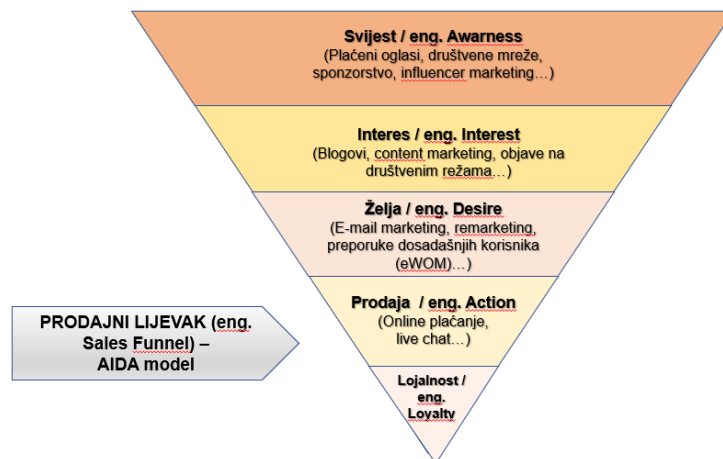 Svijest / eng. Awarness
(Plaćeni oglasi, društvene mreže,
sponzorstvo, influencer marketing…)
Interes / eng. Interest
(Blogovi, content marketing, objave na
društvenim režama…)
Želja / eng. Desire
(E-mail marketing, remarketing,
preporuke dosadašnjih korisnika
(eWOM)…)
Prodaja / eng. Action
(Online plaćanje,
live chat…)
Lojalnost /
eng.
Loyalty
PRODAJNI LIJEVAK (eng.
Sales Funnel) –
AIDA model